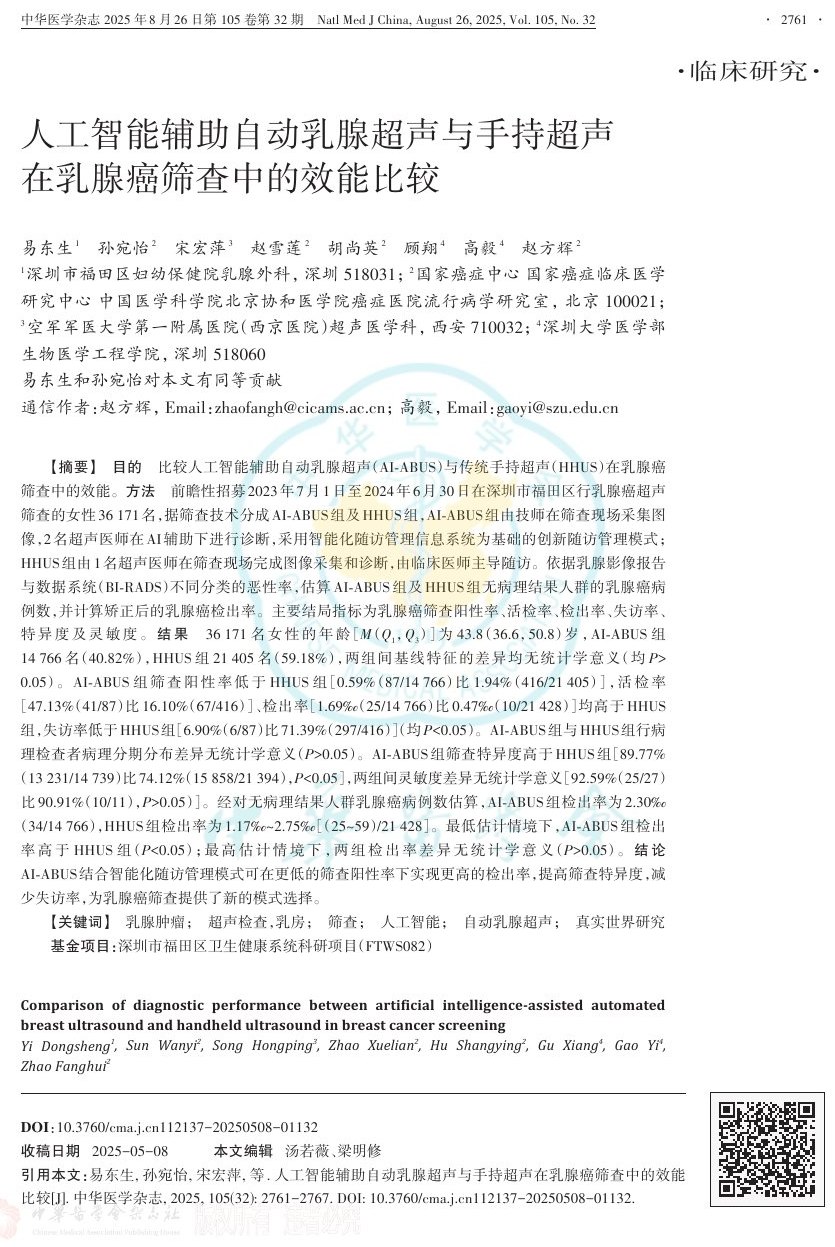 中华医学杂志 2025 年 8 月 26 日第 105 卷第 32 期 Natl Med J China, August 26, 2025, Vol. 105, No. 32 · 2761 ·
·临床研究·
人工智能辅助自动乳腺超声与手持超声
在乳腺癌筛查中的效能比较
易东生1 孙宛怡2 宋宏萍3 赵雪莲2 胡尚英2 顾翔4 高毅4 赵方辉2
1深圳市福田区妇幼保健院乳腺外科, 深圳 518031; 2国家癌症中心 国家癌症临床医学
研究中心 中国医学科学院北京协和医学院癌症医院流行病学研究室, 北京 100021;
3空军军医大学第一附属医院(西京医院)超声医学科, 西安 710032; 4深圳大学医学部
生物医学工程学院, 深圳 518060
易东生和孙宛怡对本文有同等贡献
通信作者:赵方辉, Email:zhaofangh@cicams.ac.cn; 高毅, Email:gaoyi@szu.edu.cn
【摘要】 目的 比较人工智能辅助自动乳腺超声(AI-ABUS)与传统手持超声(HHUS)在乳腺癌
筛查中的效能。方法 前瞻性招募2023年7月1日至2024年6月30日在深圳市福田区行乳腺癌超声
筛查的女性36 171名,据筛查技术分成AI-ABUS组及HHUS组,AI-ABUS组由技师在筛查现场采集图
像,2名超声医师在AI辅助下进行诊断,采用智能化随访管理信息系统为基础的创新随访管理模式;
HHUS组由1名超声医师在筛查现场完成图像采集和诊断,由临床医师主导随访。依据乳腺影像报告
与数据系统(BI-RADS)不同分类的恶性率,估算AI-ABUS组及HHUS组无病理结果人群的乳腺癌病
例数,并计算矫正后的乳腺癌检出率。主要结局指标为乳腺癌筛查阳性率、活检率、检出率、失访率、
特异度及灵敏度。结果 36 171名女性的年龄[M(Q1,Q3)]为43.8(36.6,50.8)岁,AI-ABUS组
14 766名(40.82%),HHUS组21 405名(59.18%),两组间基线特征的差异均无统计学意义(均P>
0.05)。AI-ABUS组筛查阳性率低于HHUS组[0.59%(87/14 766)比1.94%(416/21 405)],活检率
[47.13%(41/87)比16.10%(67/416)]、检出率[1.69‰(25/14 766)比0.47‰(10/21 428)]均高于HHUS
组,失访率低于HHUS组[6.90%(6/87)比71.39%(297/416)](均P<0.05)。AI-ABUS组与HHUS组行病
理检查者病理分期分布差异无统计学意义(P>0.05)。AI-ABUS组筛查特异度高于HHUS组[89.77%
(13 231/14 739)比74.12%(15 858/21 394),P<0.05],两组间灵敏度差异无统计学意义[92.59%(25/27)
比90.91%(10/11),P>0.05)]。经对无病理结果人群乳腺癌病例数估算,AI-ABUS组检出率为2.30‰
(34/14 766),HHUS组检出率为1.17‰~2.75‰[(25~59)/21 428]。最低估计情境下,AI-ABUS组检出
率高于HHUS组(P<0.05);最高估计情境下,两组检出率差异无统计学意义(P>0.05)。结论
AI-ABUS结合智能化随访管理模式可在更低的筛查阳性率下实现更高的检出率,提高筛查特异度,减
少失访率,为乳腺癌筛查提供了新的模式选择。
【关键词】 乳腺肿瘤; 超声检查,乳房; 筛查; 人工智能; 自动乳腺超声; 真实世界研究
基金项目:深圳市福田区卫生健康系统科研项目(FTWS082)
Comparison of diagnostic performance between artificial intelligence-assisted automated
breast ultrasound and handheld ultrasound in breast cancer screening
Yi Dongsheng1, Sun Wanyi2, Song Hongping3, Zhao Xuelian2, Hu Shangying2, Gu Xiang4, Gao Yi4,
Zhao Fanghui2
DOI:10.3760/cma.j.cn112137-20250508-01132
收稿日期 2025-05-08 本文编辑 汤若薇、梁明修
引用本文:易东生, 孙宛怡, 宋宏萍, 等. 人工智能辅助自动乳腺超声与手持超声在乳腺癌筛查中的效能
比较[J]. 中华医学杂志, 2025, 105(32): 2761-2767. DOI: 10.3760/cma.j.cn112137-20250508-01132.